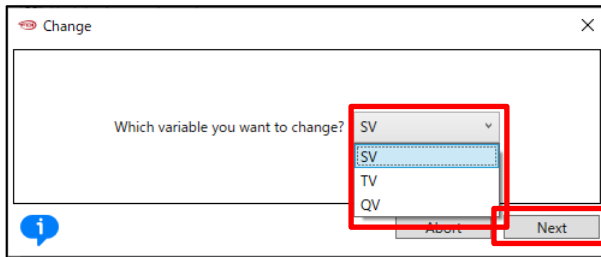 Change
Which variable you want to change? SV
SV
TV
QV
Abort Next